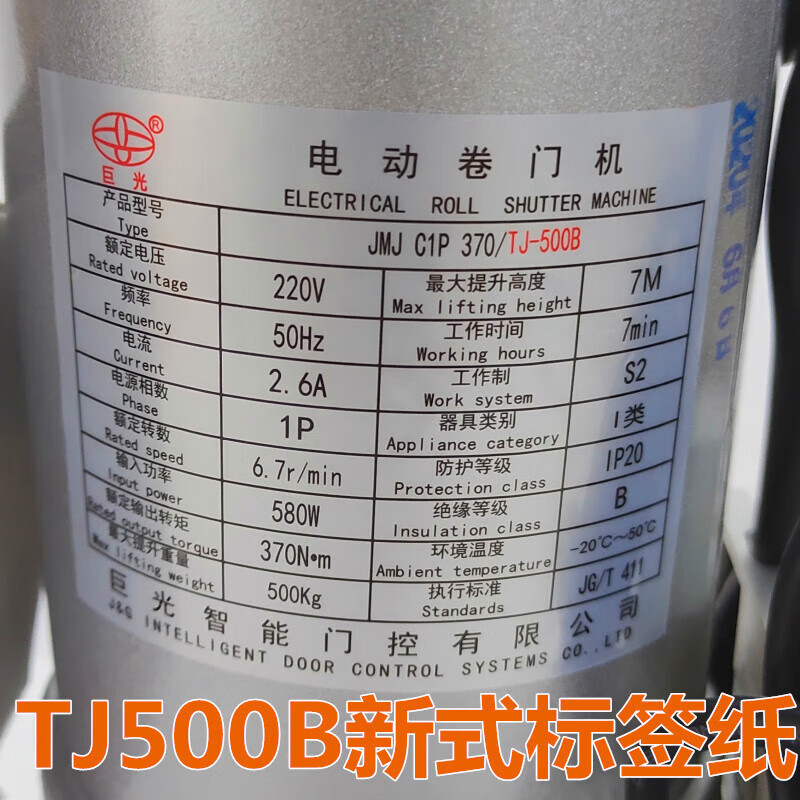 ®
巨光
电动卷门机
ELECTRICAL ROLL SHUTTER MACHINE
产品型号
Type
JMJ C1P 370/TJ-500B
额定电压
Rated voltage
220V
最大提升高度
Max lifting height
7M
频率
Frequency
50Hz
工作时间
Working hours
7min
电流
Current
2.6A
工作制
Work system
S2
电源相数
Phase
1P
器具类别
Appliance category
I类
额定转数
Rated speed
6.7r/min
防护等级
Protection class
IP20
输入功率
Input power
580W
绝缘等级
Insulation class
B
额定输出转矩
Rated output torque
370N•m
环境温度
Ambient temperature
-20℃～50℃
最大提升重量
Max lifting weight
500Kg
执行标准
Standards
JG/T 411
巨光智能门控有限公司
J&G INTELLIGENT DOOR CONTROL SYSTEMS CO.,LTD
TJ500B新式标签纸